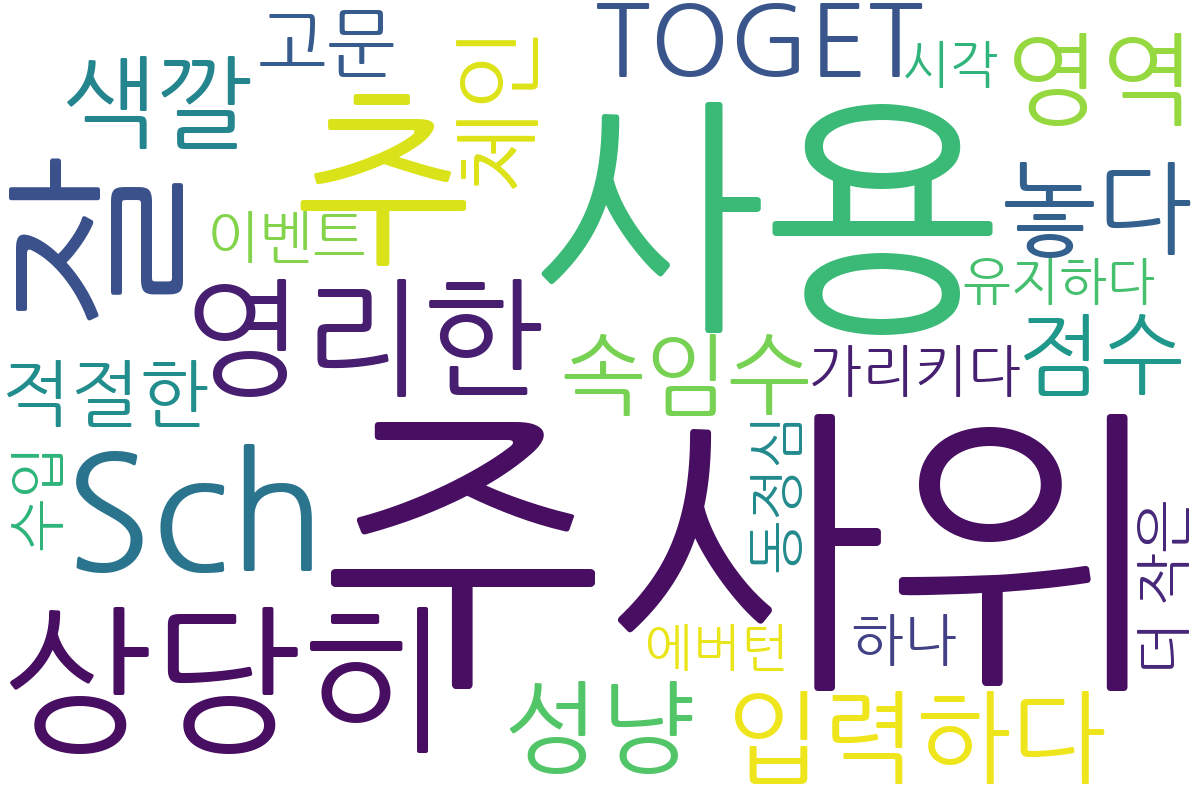 고문
TOGET
시각
영역
색깔
추
체인
사용
잘
놓다
이벤트
유지하다
영리한
속임수
가리키다
점수
적절한
수입
Sch
주사위
동정심
더 작은
상당히
에버턴
하나
성냥
입력하다